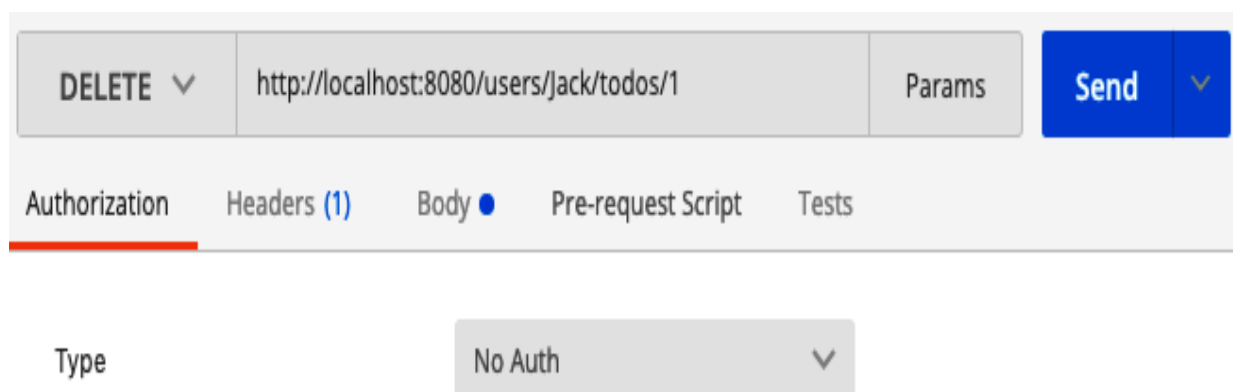 DELETE http://localhost:8080/users/Jack/todos/1 Params Send
Authorization Headers (1) Body Pre-request Script Tests
Type No Auth